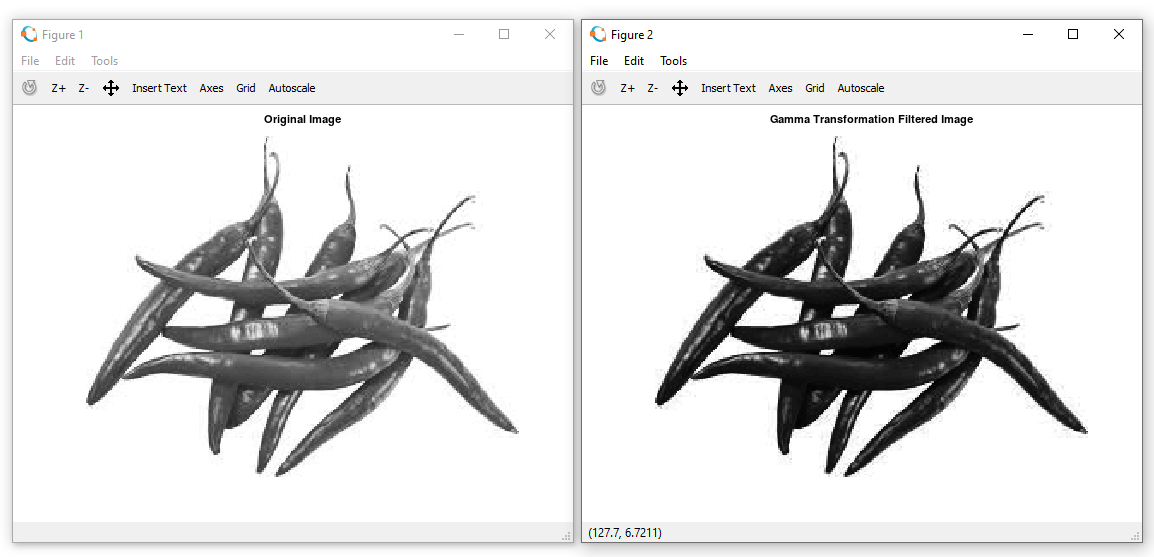 Figure 1
File Edit Tools
Z+ Z- Insert Text Axes Grid Autoscale
Original Image
Figure 2
File Edit Tools
Z+ Z- Insert Text Axes Grid Autoscale
Gamma Transformation Filtered Image
(127.7, 6.7211)